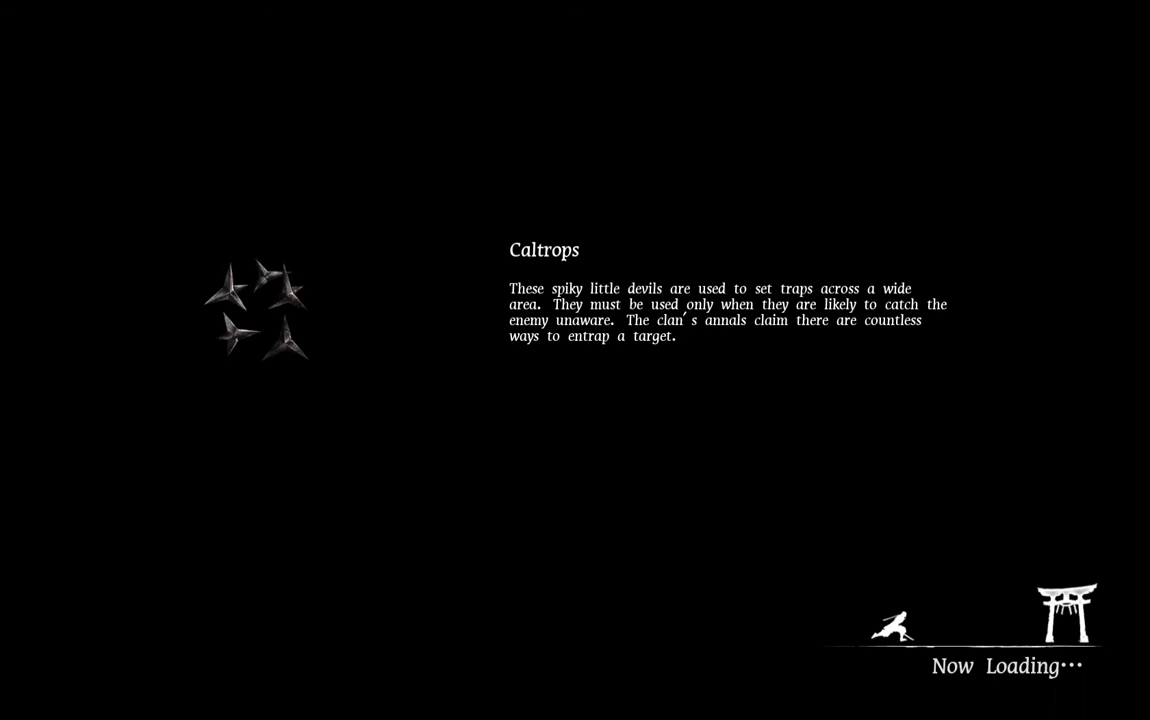 Caltrops
These spiky little devils are used to set traps across a wide
area. They must be used only when they are likely to catch the
enemy unaware. The clan's annals claim there are countless
ways to entrap a target.
Now Loading···